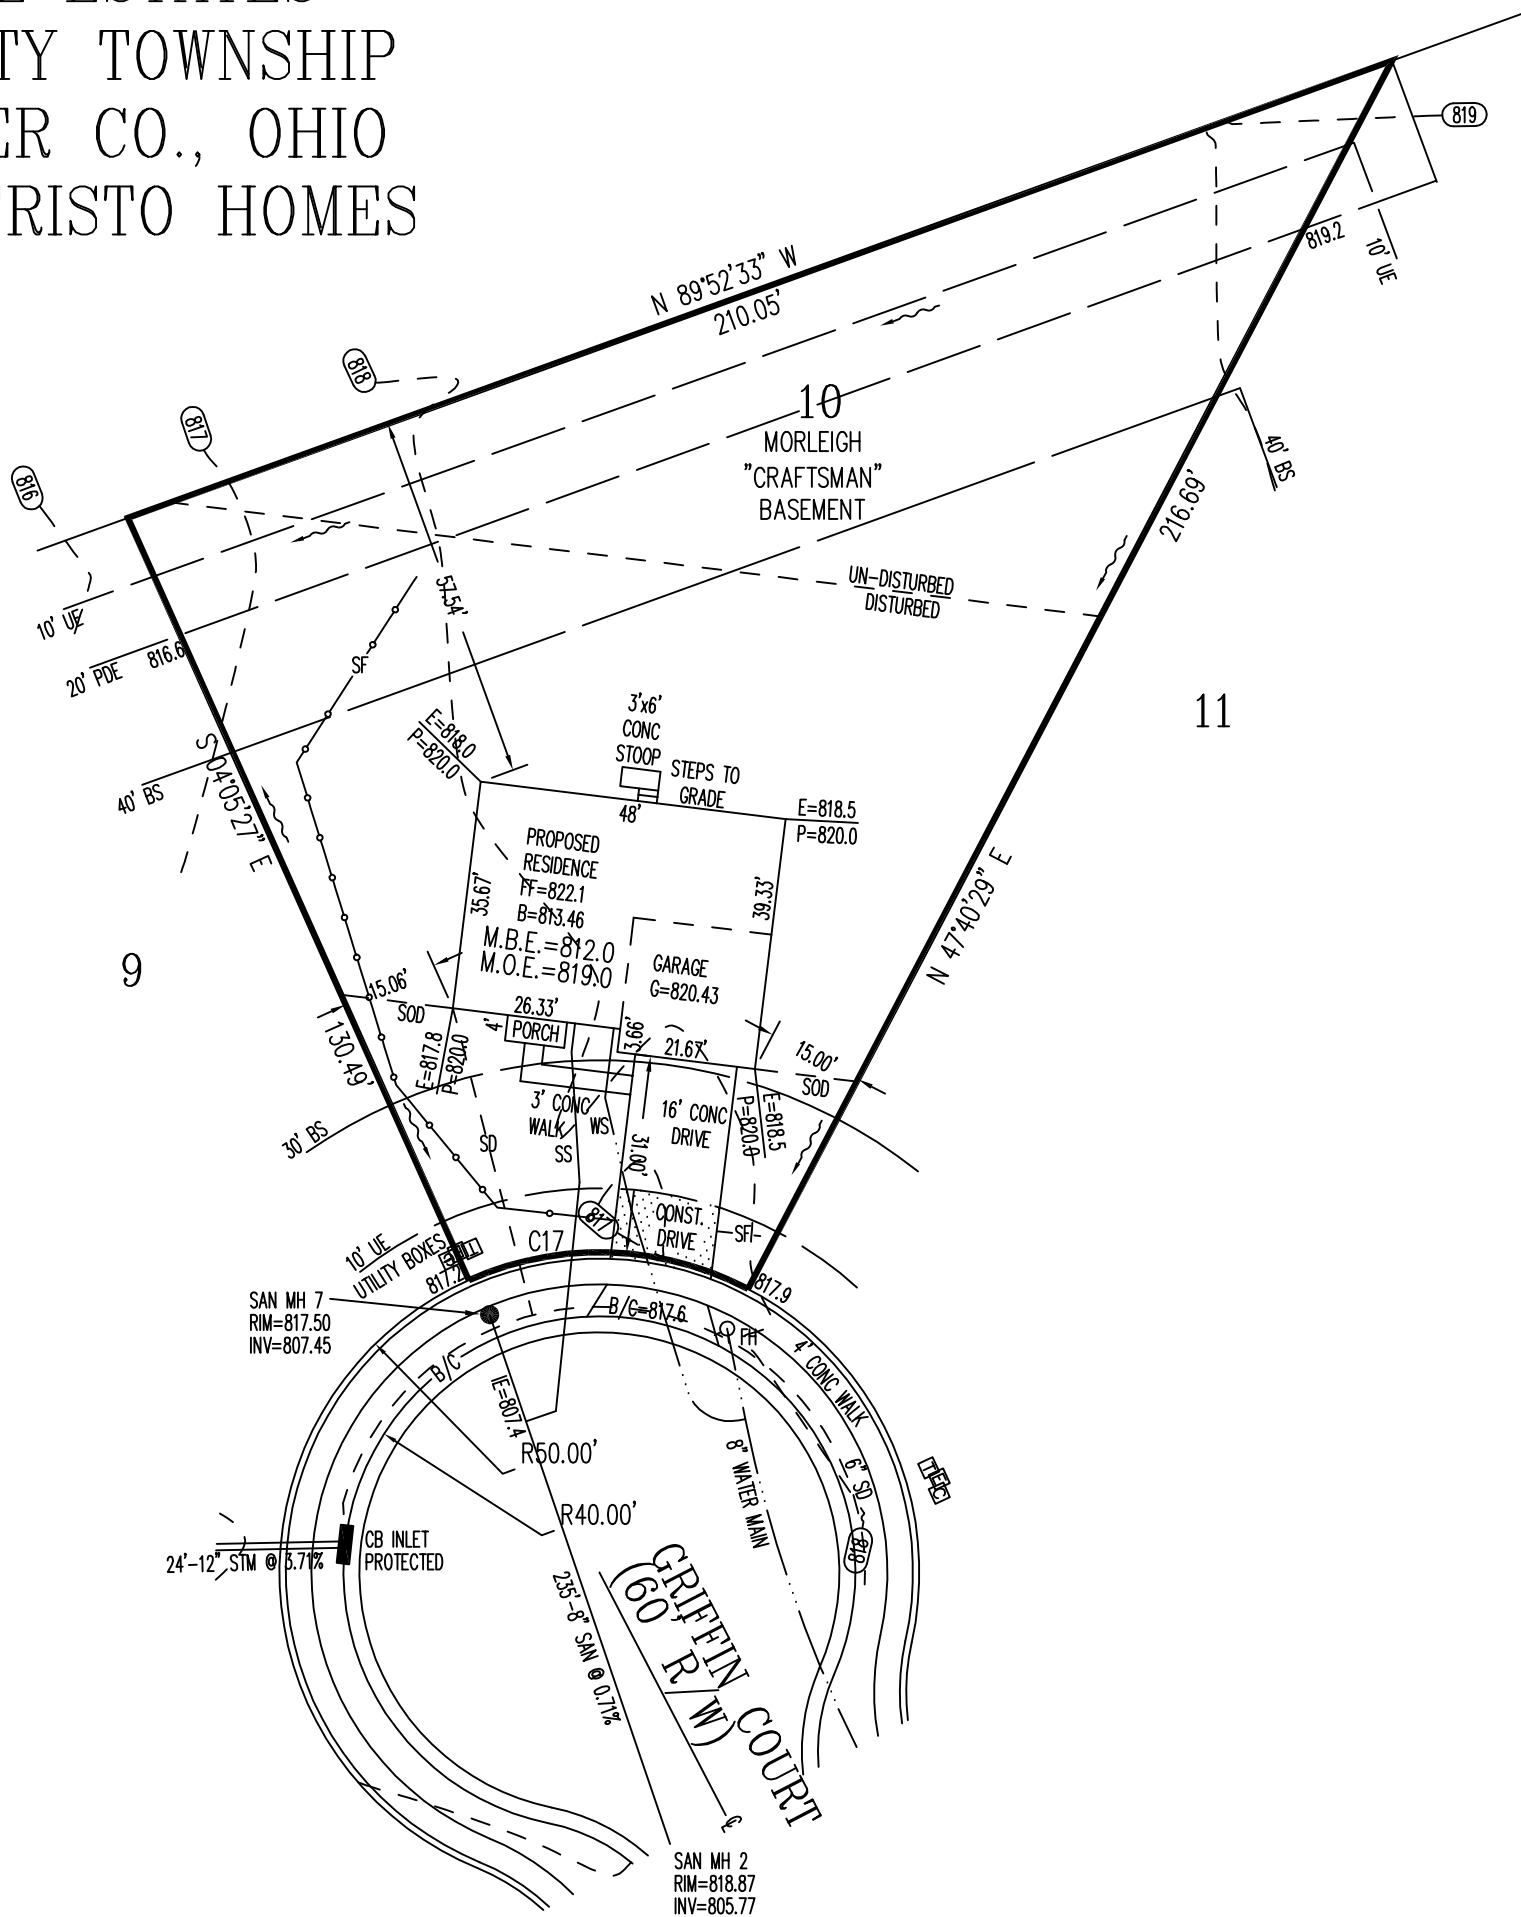 TY TOWNSHIP
ER CO., OHIO
RISTO HOMES
819
819.2
10' UE
N 89°52'33" W
210.05'
818
817
816
10
MORLEIGH
"CRAFTSMAN"
BASEMENT
40' BS
216.69'
57.54'
UN-DISTURBED
DISTURBED
10' UE
20' PDE
816.6
SF
40' BS
S 04°05'27" E
11
E=818.0
P=820.0
3'x6'
CONC
STOOP
STEPS TO
GRADE
48'
E=818.5
P=820.0
PROPOSED
RESIDENCE
FF=822.1
B=813.46
M.B.E.=812.0
M.O.E.=819.0
35.67'
39.33'
GARAGE
G=820.43
N 47°40'29" E
9
15.06'
SOD
26.33'
4'
PORCH
3.66'
21.67'
15.00'
SOD
130.49'
E=817.8
P=820.0
E=818.5
P=820.0
30' BS
3' CONC
WALK
WS
SS
SD
31.00'
16' CONC
DRIVE
817
CONST.
DRIVE
SF
C17
10' UE
UTILITY BOXES
817.2
817.9
SAN MH 7
RIM=817.50
INV=807.45
B/C=817.6
FH
4' CONC WALK
B/C
IE=807.4
R50.00'
R40.00'
8" WATER MAIN
6" SD
T E C
818
CB INLET
PROTECTED
24'-12" STM @ 3.71%
235'-8" SAN @ 0.71%
GRIFFIN COURT
(60' R/W)
SAN MH 2
RIM=818.87
INV=805.77